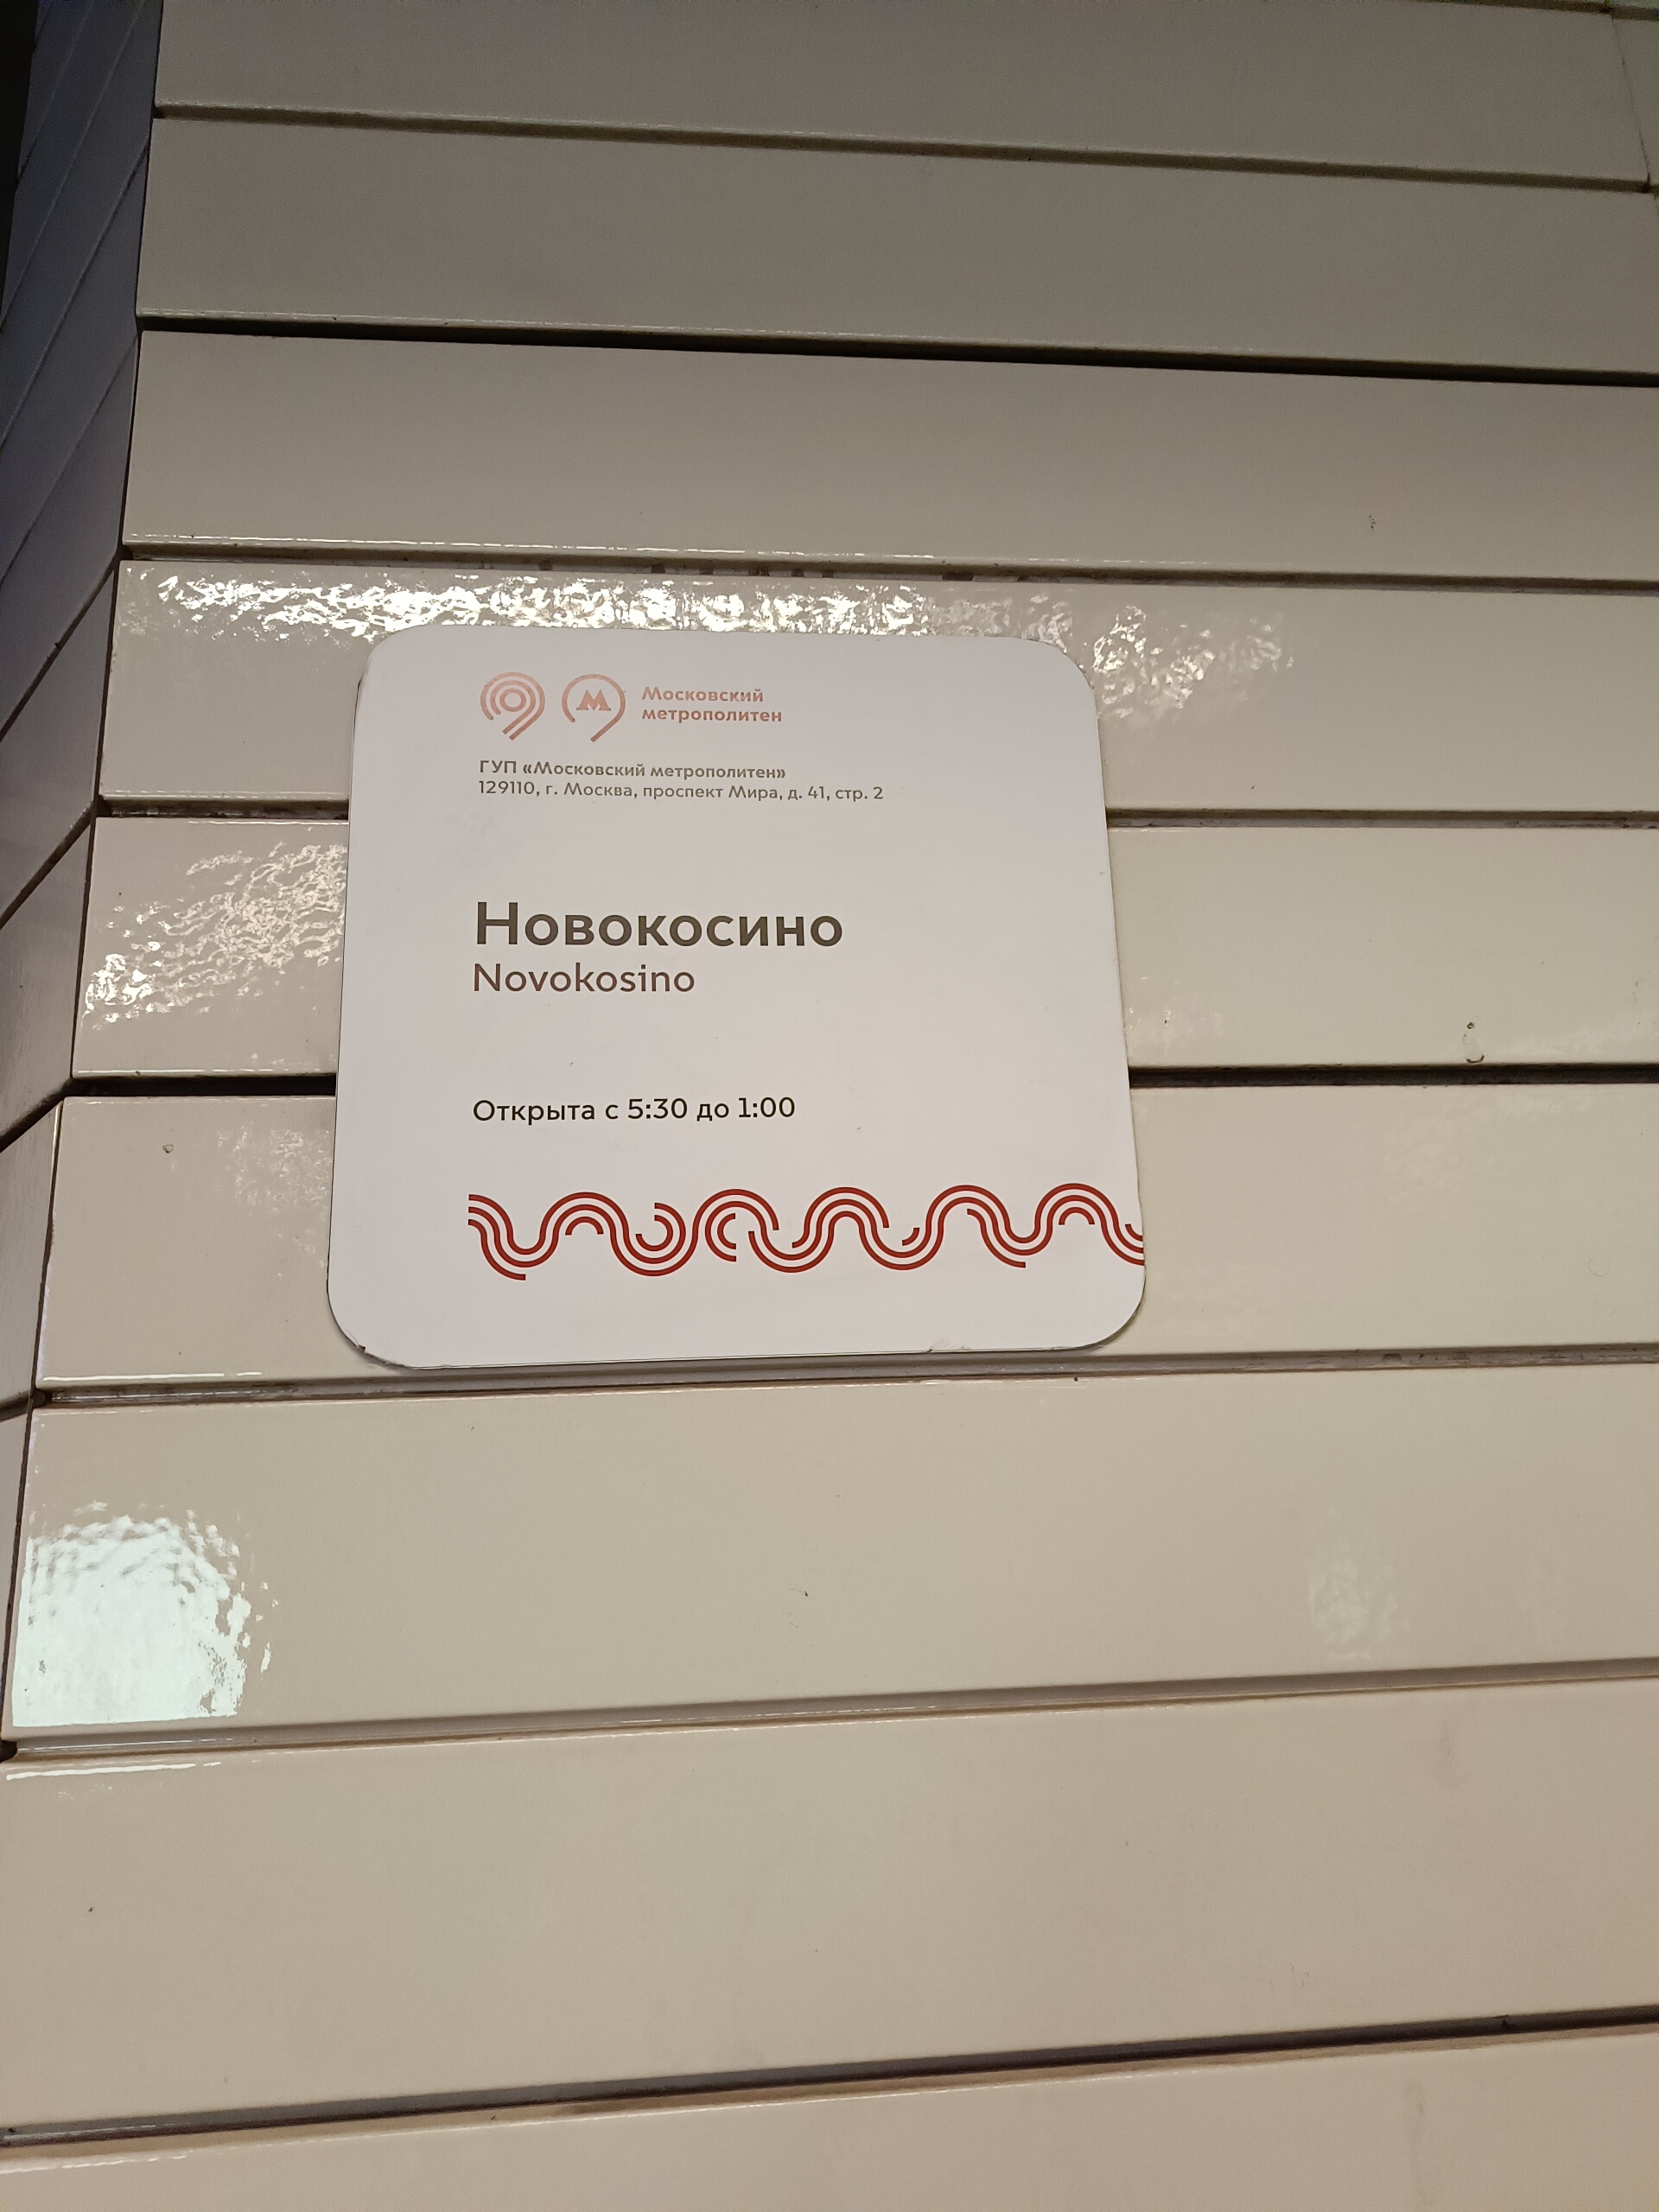 Московский
метрополитен
ГУП «Московский метрополитен»
129110, г. Москва, проспект Мира, д. 41, стр. 2
Новокосино
Novokosino
Открыта с 5:30 до 1:00